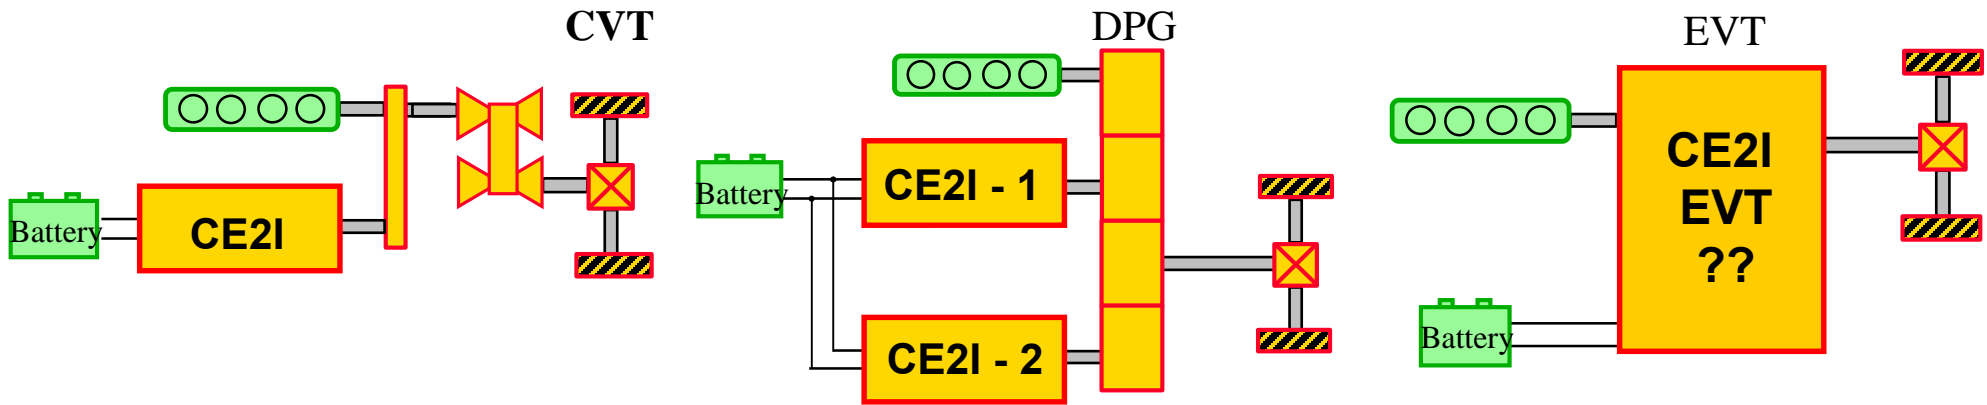 CVT
Battery
CE2I
DPG
Battery
CE2I - 1
CE2I - 2
EVT
CE2I
EVT
??
Battery